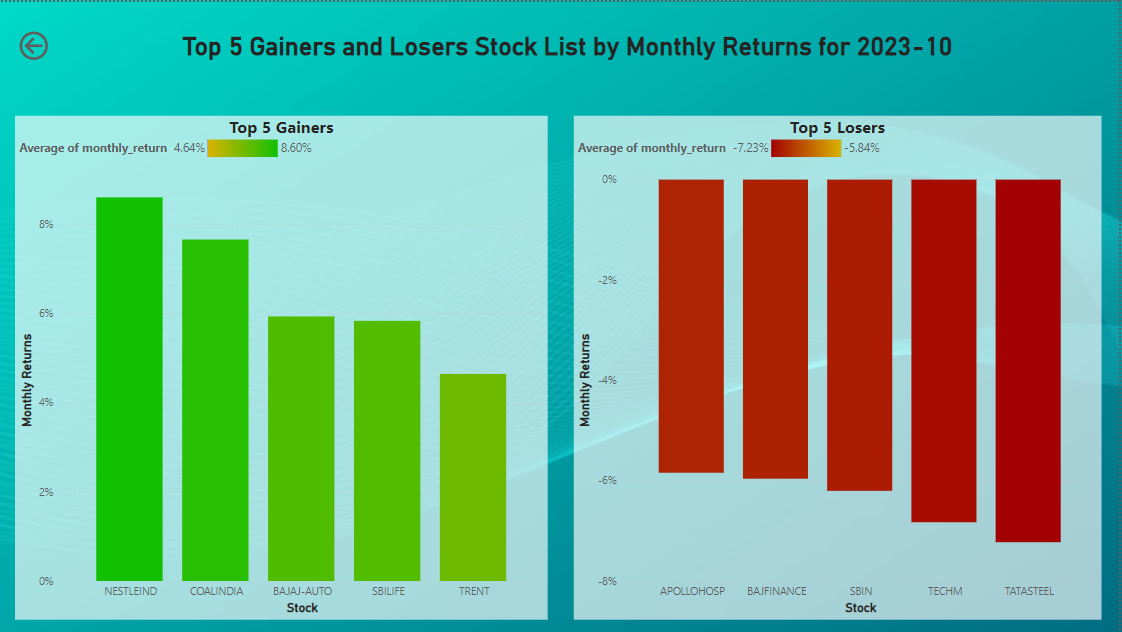 Top 5 Gainers and Losers Stock List by Monthly Returns for 2023-10
Top 5 Gainers
Average of monthly_return 4.64% 8.60%
8%
6%
4%
2%
0%
Monthly Returns
NESTLEIND COALINDIA BAJAJ-AUTO SBILIFE TRENT
Stock
Top 5 Losers
Average of monthly_return -7.23% -5.84%
0%
-2%
-4%
-6%
-8%
Monthly Returns
APOLLOHOSP BAJFINANCE SBIN TECHM TATASTEEL
Stock